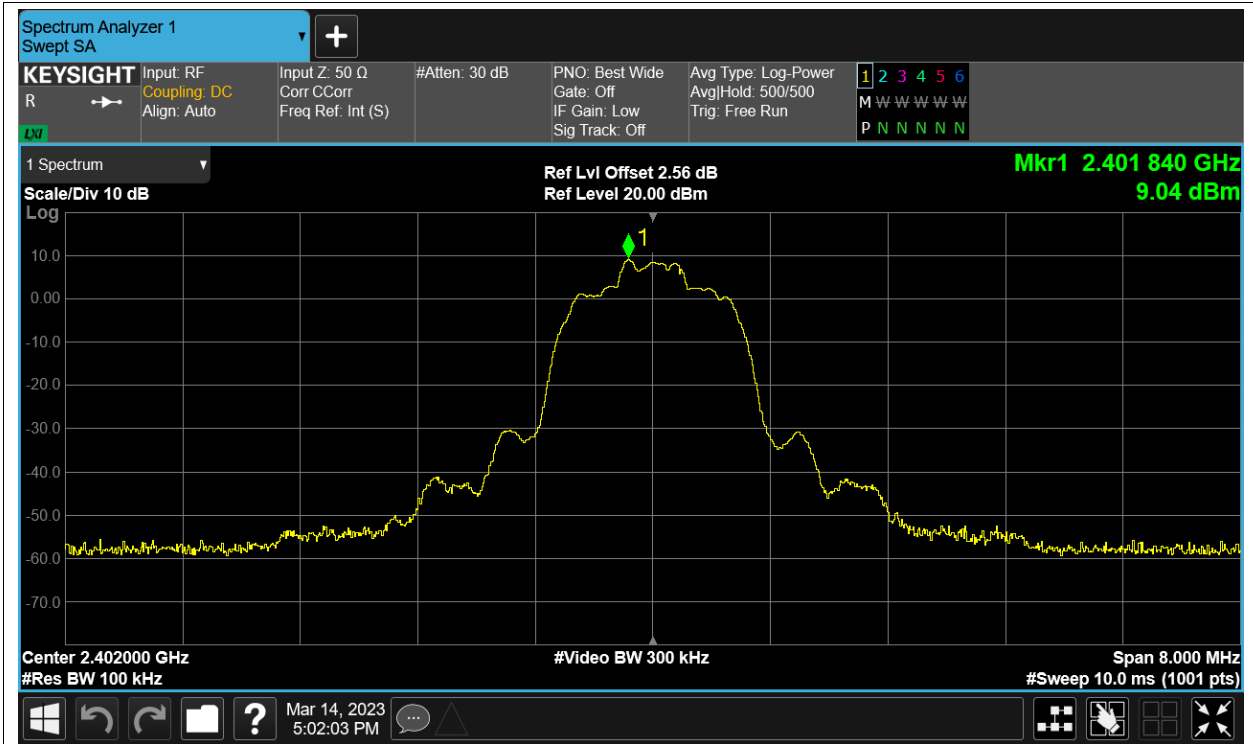 Spectrum Analyzer 1
Swept SA
+
KEYSIGHT
R
LXI
Input: RF
Coupling: DC
Align: Auto
Input Z: 50 Ω
Corr CCorr
Freq Ref: Int (S)
#Atten: 30 dB
PNO: Best Wide
Gate: Off
IF Gain: Low
Sig Track: Off
Avg Type: Log-Power
Avg|Hold: 500/500
Trig: Free Run
1 2 3 4 5 6
M W W W W W
P N N N N N
1 Spectrum
Scale/Div 10 dB
Log
Ref Lvl Offset 2.56 dB
Ref Level 20.00 dBm
Mkr1 2.401 840 GHz
9.04 dBm
1
10.0
0.00
-10.0
-20.0
-30.0
-40.0
-50.0
-60.0
-70.0
Center 2.402000 GHz
#Res BW 100 kHz
#Video BW 300 kHz
Span 8.000 MHz
#Sweep 10.0 ms (1001 pts)
?
Mar 14, 2023
5:02:03 PM